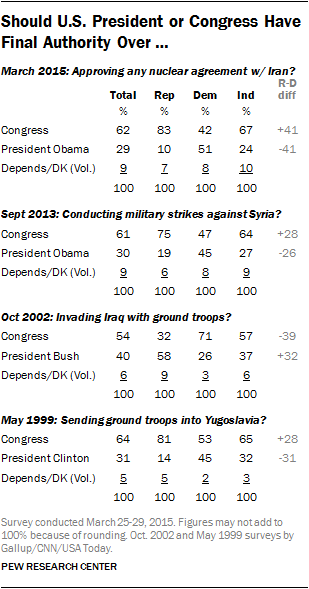 Should U.S. President or Congress Have
Final Authority Over ...
March 2015: Approving any nuclear agreement w/ Iran?
Total Rep Dem Ind R-D diff
% % % %
Congress 62 83 42 67 +41
President Obama 29 10 51 24 -41
Depends/DK (Vol.) 9 7 8 10
100 100 100 100
Sept 2013: Conducting military strikes against Syria?
Congress 61 75 47 64 +28
President Obama 30 19 45 27 -26
Depends/DK (Vol.) 9 6 8 9
100 100 100 100
Oct 2002: Invading Iraq with ground troops?
Congress 54 32 71 57 -39
President Bush 40 58 26 37 +32
Depends/DK (Vol.) 6 9 3 6
100 100 100 100
May 1999: Sending ground troops into Yugoslavia?
Congress 64 81 53 65 +28
President Clinton 31 14 45 32 -31
Depends/DK (Vol.) 5 5 2 3
100 100 100 100
Survey conducted March 25-29, 2015. Figures may not add to
100% because of rounding. Oct. 2002 and May 1999 surveys by
Gallup/CNN/USA Today.
PEW RESEARCH CENTER